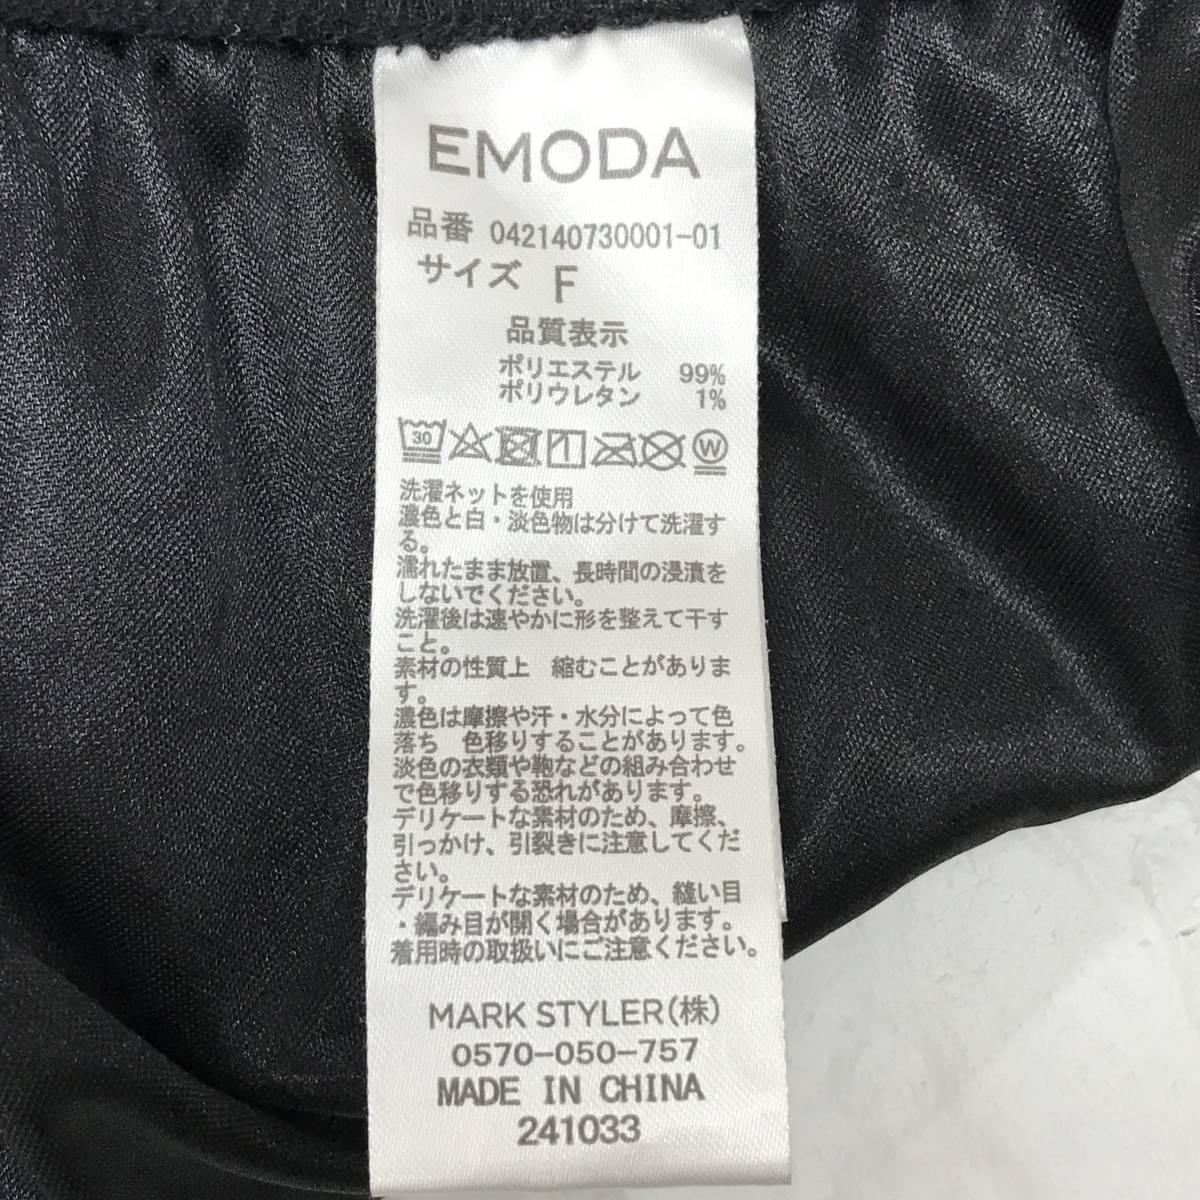 EMODA
品番 042140730001-01
サイズ F
品質表示
ポリエステル 99%
ポリウレタン 1%
30 W
洗濯ネットを使用
濃色と白・淡色物は分けて洗濯す
る。
濡れたまま放置、長時間の浸漬を
しないでください。
洗濯後は速やかに形を整えて干す
こと。
素材の性質上 縮むことがありま
す。
濃色は摩擦や汗・水分によって色
落ち 色移りすることがあります。
淡色の衣類や鞄などの組み合わせ
で色移りする恐れがあります。
デリケートな素材のため、摩擦、
引っかけ、引裂きに注意してくだ
さい。
デリケートな素材のため、縫い目
・編み目が開く場合があります。
着用時の取扱いにご注意ください。
MARK STYLER(株)
0570-050-757
MADE IN CHINA
241033